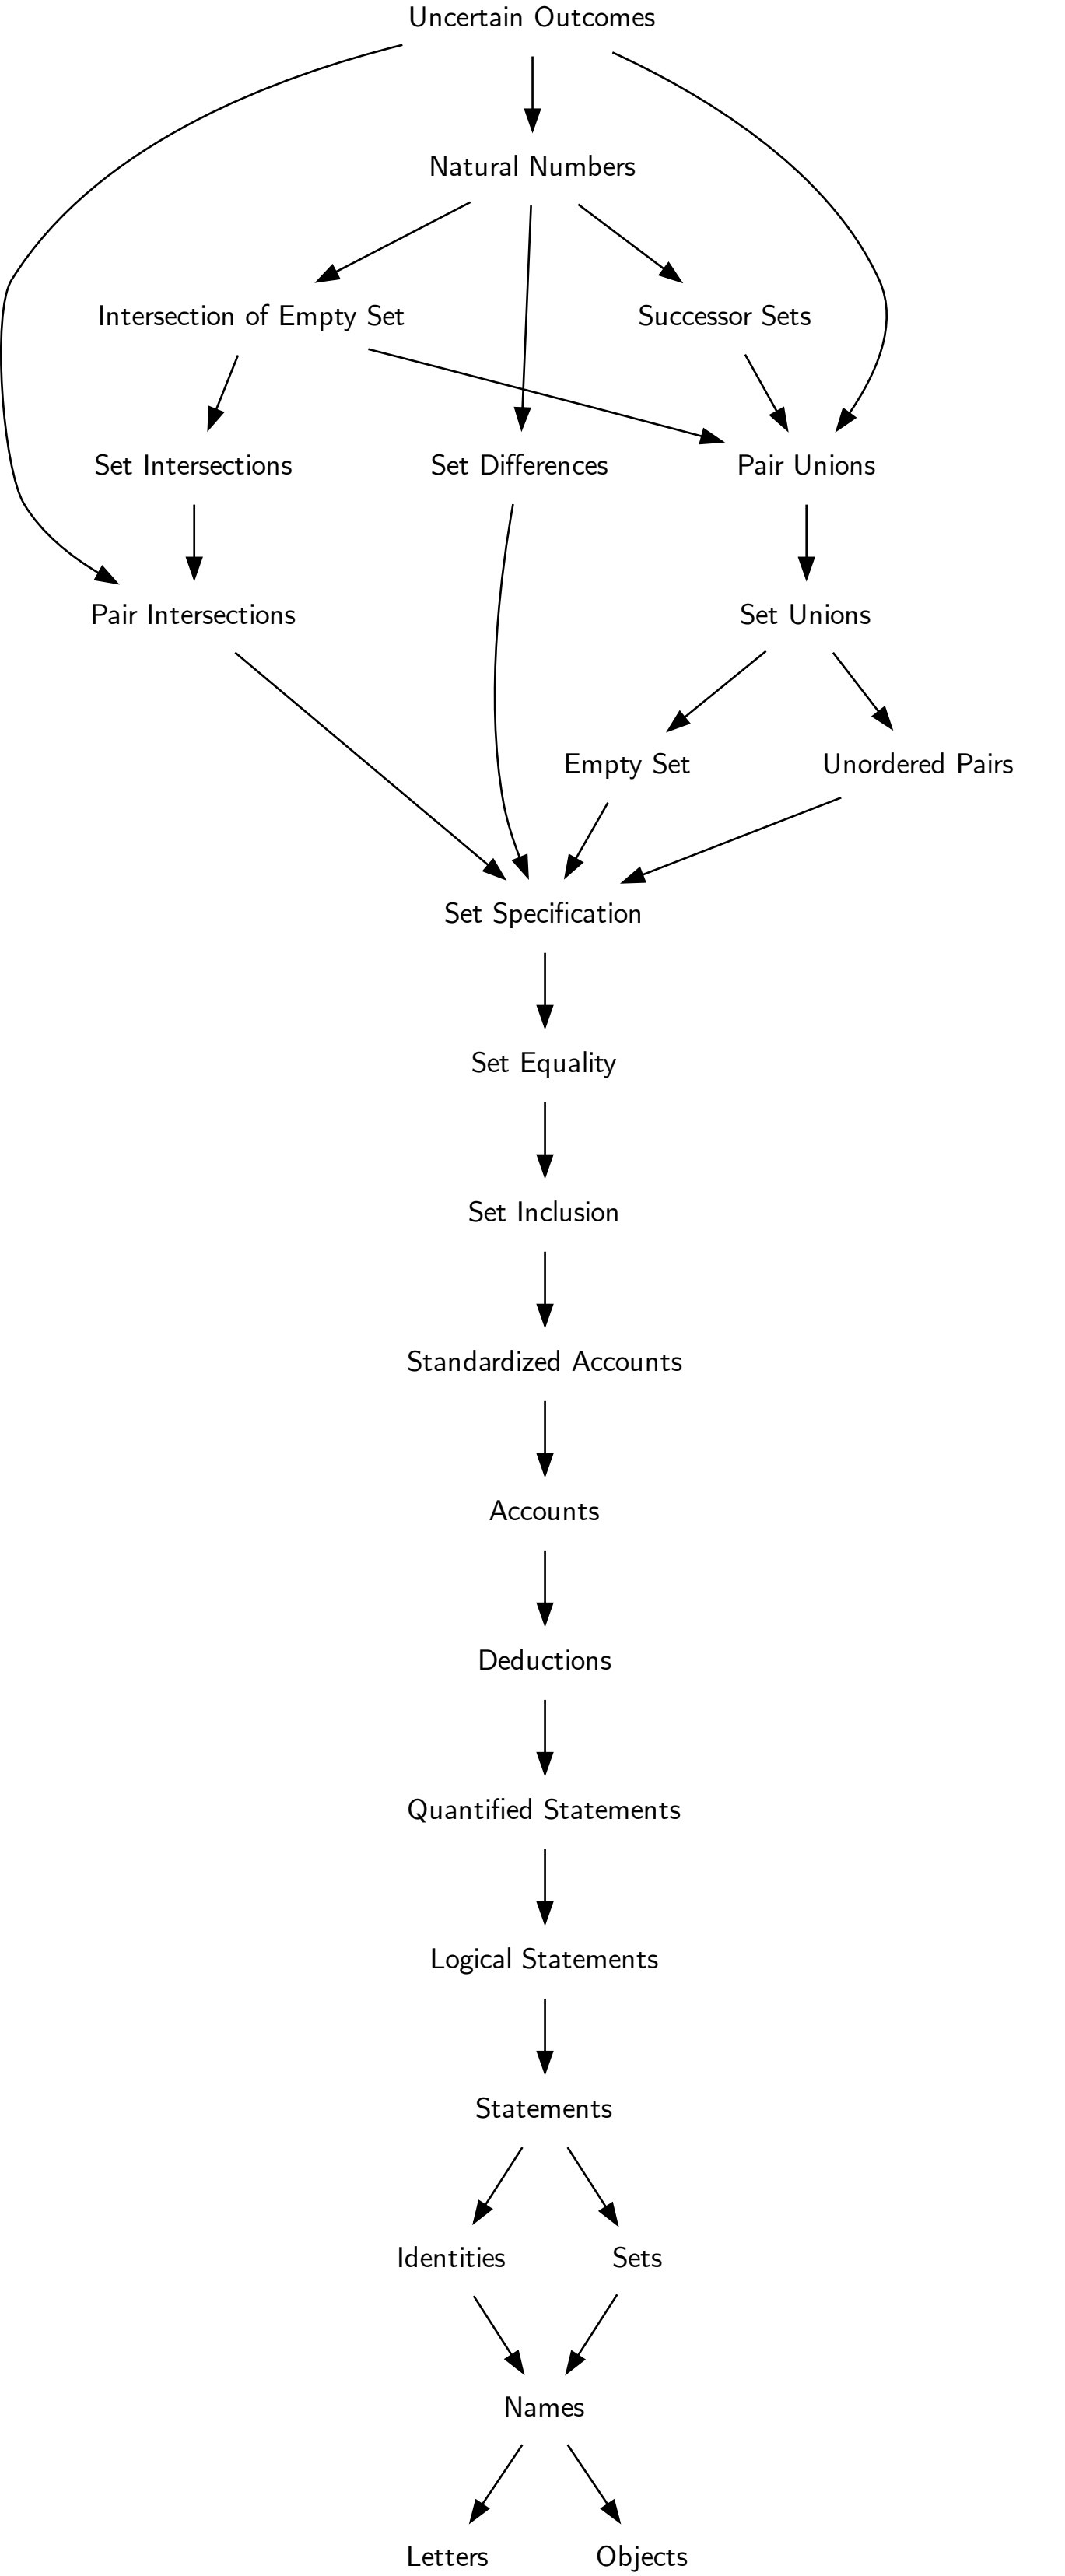 Uncertain Outcomes
Natural Numbers
Intersection of Empty Set
Successor Sets
Set Intersections
Set Differences
Pair Unions
Pair Intersections
Set Unions
Empty Set
Unordered Pairs
Set Specification
Set Equality
Set Inclusion
Standardized Accounts
Accounts
Deductions
Quantified Statements
Logical Statements
Statements
Identities
Sets
Names
Letters
Objects